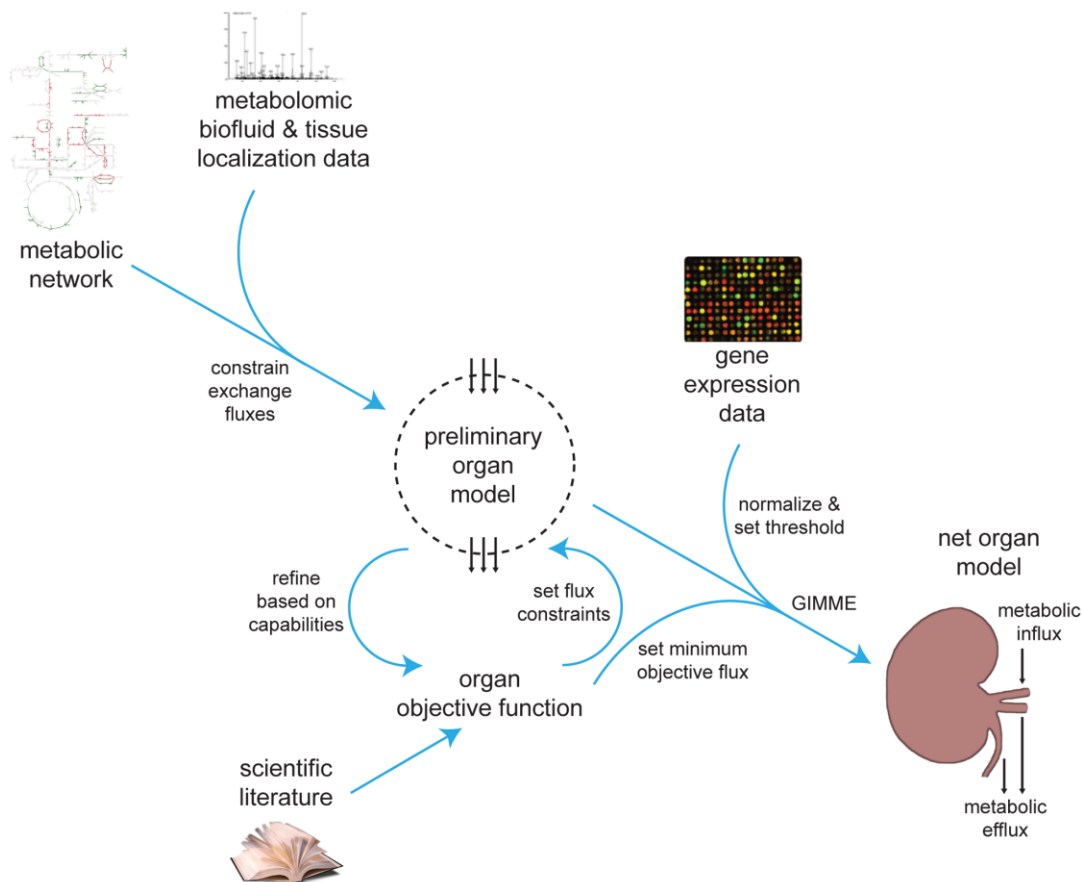 metabolomic
biofluid & tissue
localization data
metabolic
network
constrain
exchange
fluxes
gene
expression
data
preliminary
organ
model
normalize &
set threshold
net organ
model
refine
based on
capabilities
set flux
constraints
GIMME
metabolic
influx
set minimum
objective flux
organ
objective function
scientific
literature
metabolic
efflux